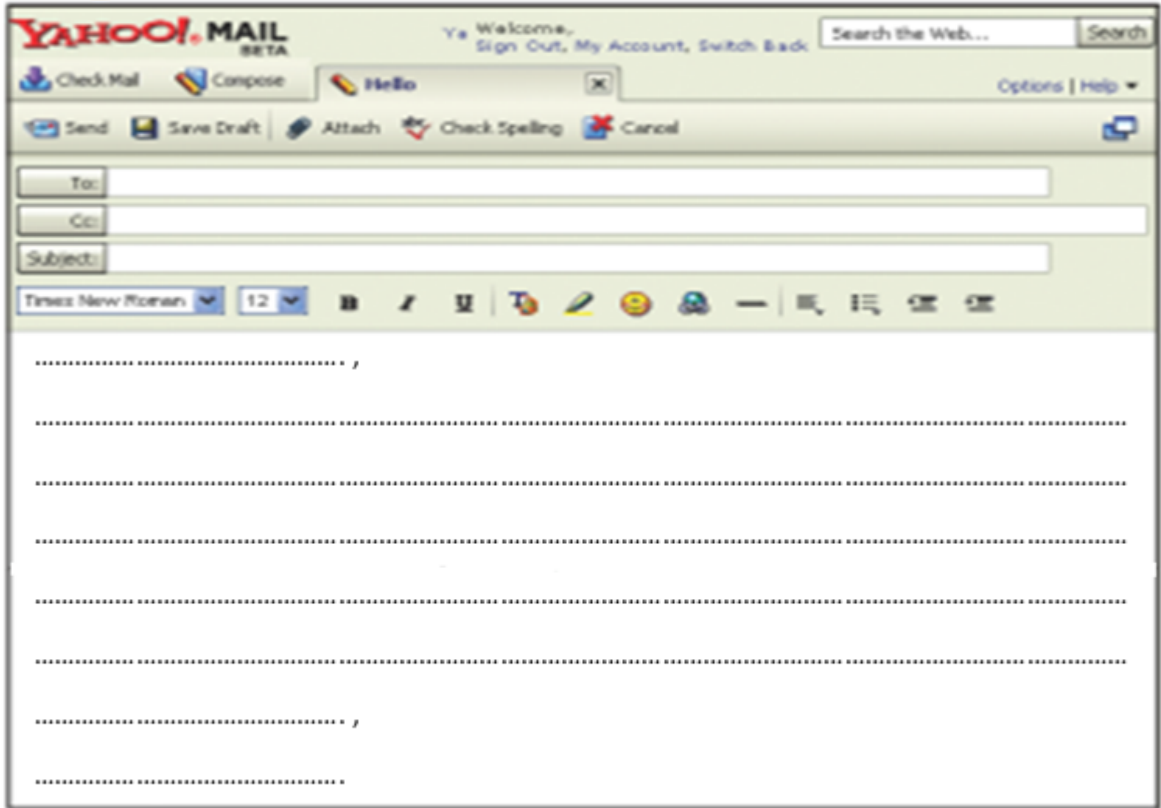 YAHOO! MAIL
BETA
Ya Welcome,
Sign Out, My Account, Switch Back
Search the Web... Search
Check Mail Compose Hello Options | Help
Send Save Draft Attach Check Spelling Cancel
To:
Cc:
Subject:
Times New Roman 12 B I U
...............................................,
................................................................................................
................................................................................................
................................................................................................
................................................................................................
................................................................................................
...............................................,
...............................................